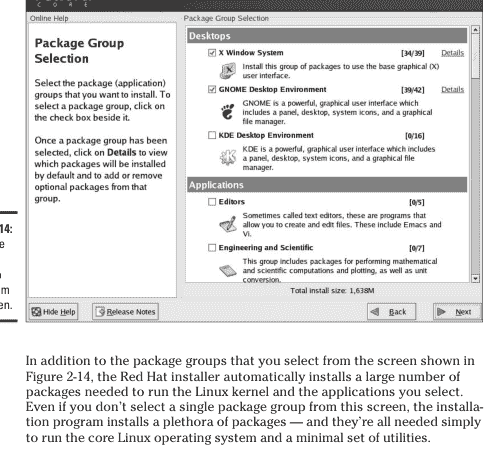 C O R E
Online Help
Package Group Selection
Package Group
Selection
Select the package (application)
groups that you want to install. To
select a package group, click on
the check box beside it.
Once a package group has been
selected, click on Details to view
which packages will be installed
by default and to add or remove
optional packages from that
group.
Desktops
X Window System [34/39] Details
Install this group of packages to use the base graphical (X)
user interface.
GNOME Desktop Environment [39/42] Details
GNOME is a powerful, graphical user interface which
includes a panel, desktop, system icons, and a graphical
file manager.
KDE Desktop Environment [0/16]
KDE is a powerful, graphical user interface which includes
a panel, desktop, system icons, and a graphical file
manager.
Applications
Editors [0/5]
Sometimes called text editors, these are programs that
allow you to create and edit files. These include Emacs and
Vi.
Engineering and Scientific [0/7]
This group includes packages for performing mathematical
and scientific computations and plotting, as well as unit
conversion.
Total install size: 1,638M
Hide Help
Release Notes
Back
Next
14:
e
m
en.
In addition to the package groups that you select from the screen shown in
Figure 2-14, the Red Hat installer automatically installs a large number of
packages needed to run the Linux kernel and the applications you select.
Even if you don't select a single package group from this screen, the installa-
tion program installs a plethora of packages — and they're all needed simply
to run the core Linux operating system and a minimal set of utilities.